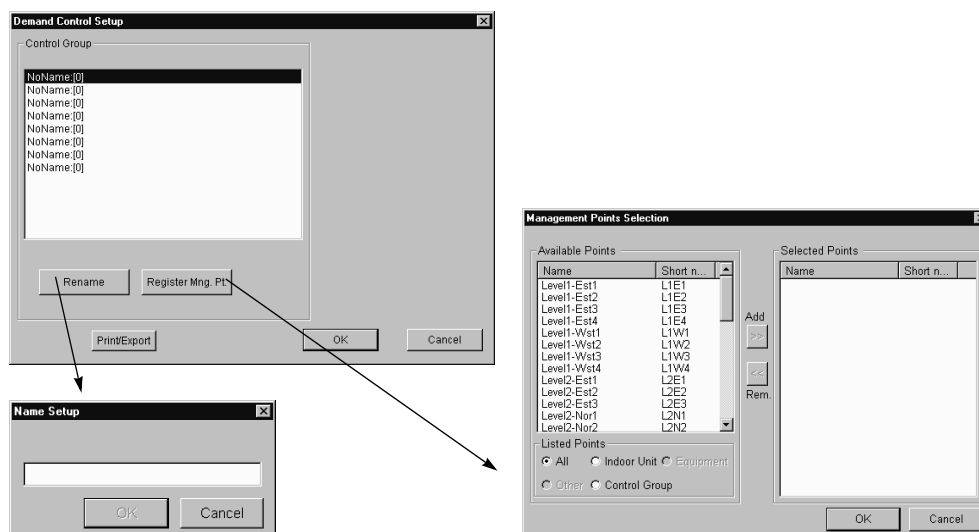 Demand Control Setup
Control Group
NoName:[0]
NoName:[0]
NoName:[0]
NoName:[0]
NoName:[0]
NoName:[0]
NoName:[0]
NoName:[0]
Rename
Register Mng. Pt.
Print/Export
OK
Cancel
Name Setup
OK
Cancel
Management Points Selection
Available Points
Name Short n...
Level1-Est1 L1E1
Level1-Est2 L1E2
Level1-Est3 L1E3
Level1-Est4 L1E4
Level1-Wst1 L1W1
Level1-Wst2 L1W2
Level1-Wst3 L1W3
Level1-Wst4 L1W4
Level2-Est1 L2E1
Level2-Est2 L2E2
Level2-Est3 L2E3
Level2-Nor1 L2N1
Level2-Nor2 L2N2
Listed Points
All Indoor Unit Equipment
Other Control Group
Add
>>
<<
Rem.
Selected Points
Name Short n...
OK
Cancel